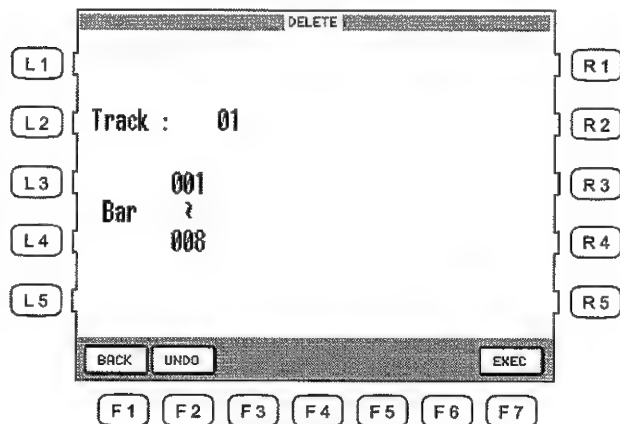 DELETE
L1 R1
L2 Track : 01 R2
L3 001 R3
Bar ~
L4 008 R4
L5 R5
BACK UNDO EXEC
F1 F2 F3 F4 F5 F6 F7